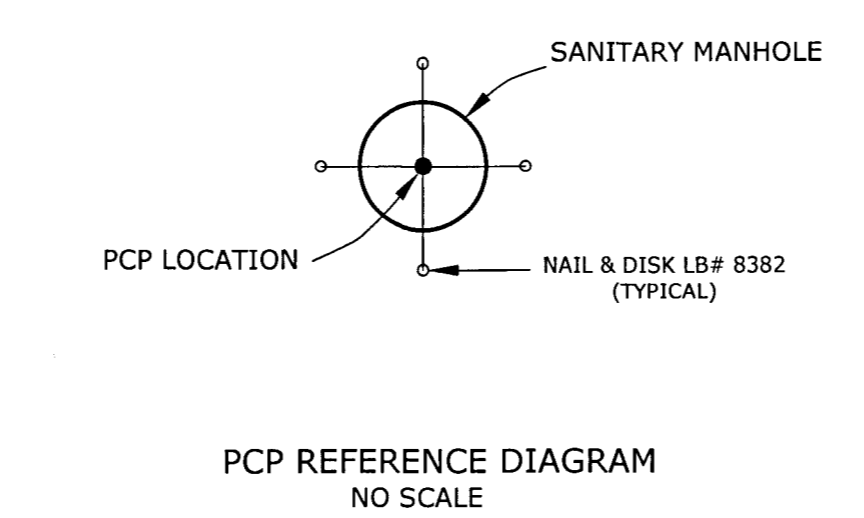 SANITARY MANHOLE
PCP LOCATION
NAIL & DISK LB# 8382
(TYPICAL)
PCP REFERENCE DIAGRAM
NO SCALE